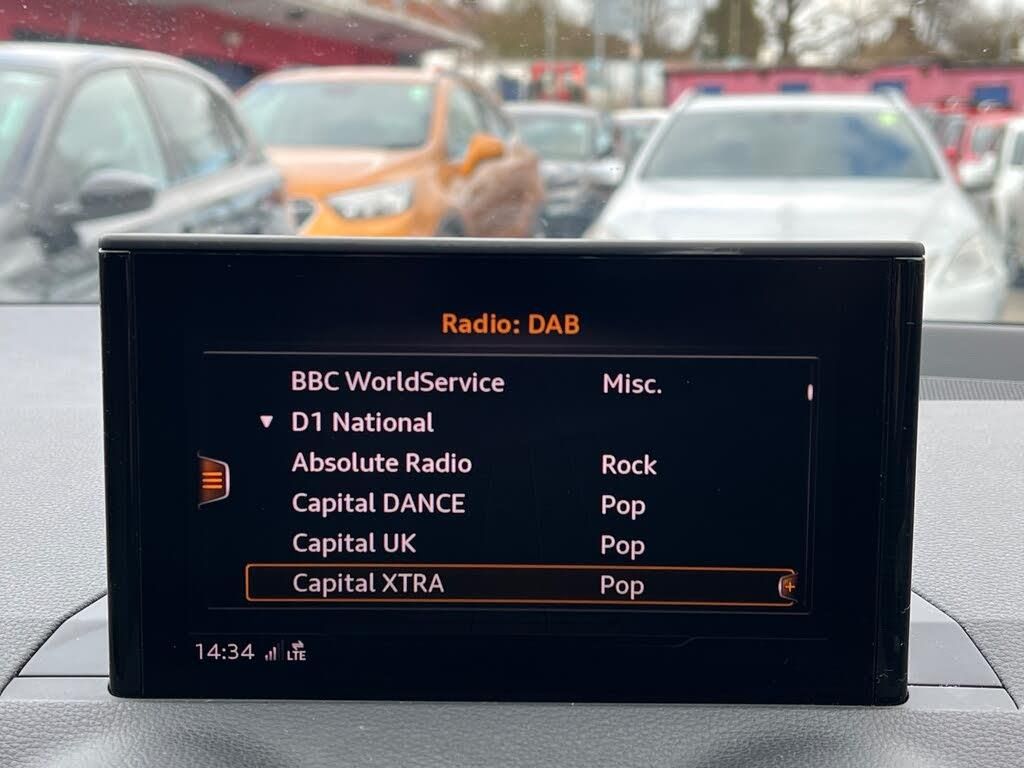 Radio: DAB
BBC WorldService Misc.
▼ D1 National
Absolute Radio Rock
Capital DANCE Pop
Capital UK Pop
Capital XTRA Pop +
14:34 LTE